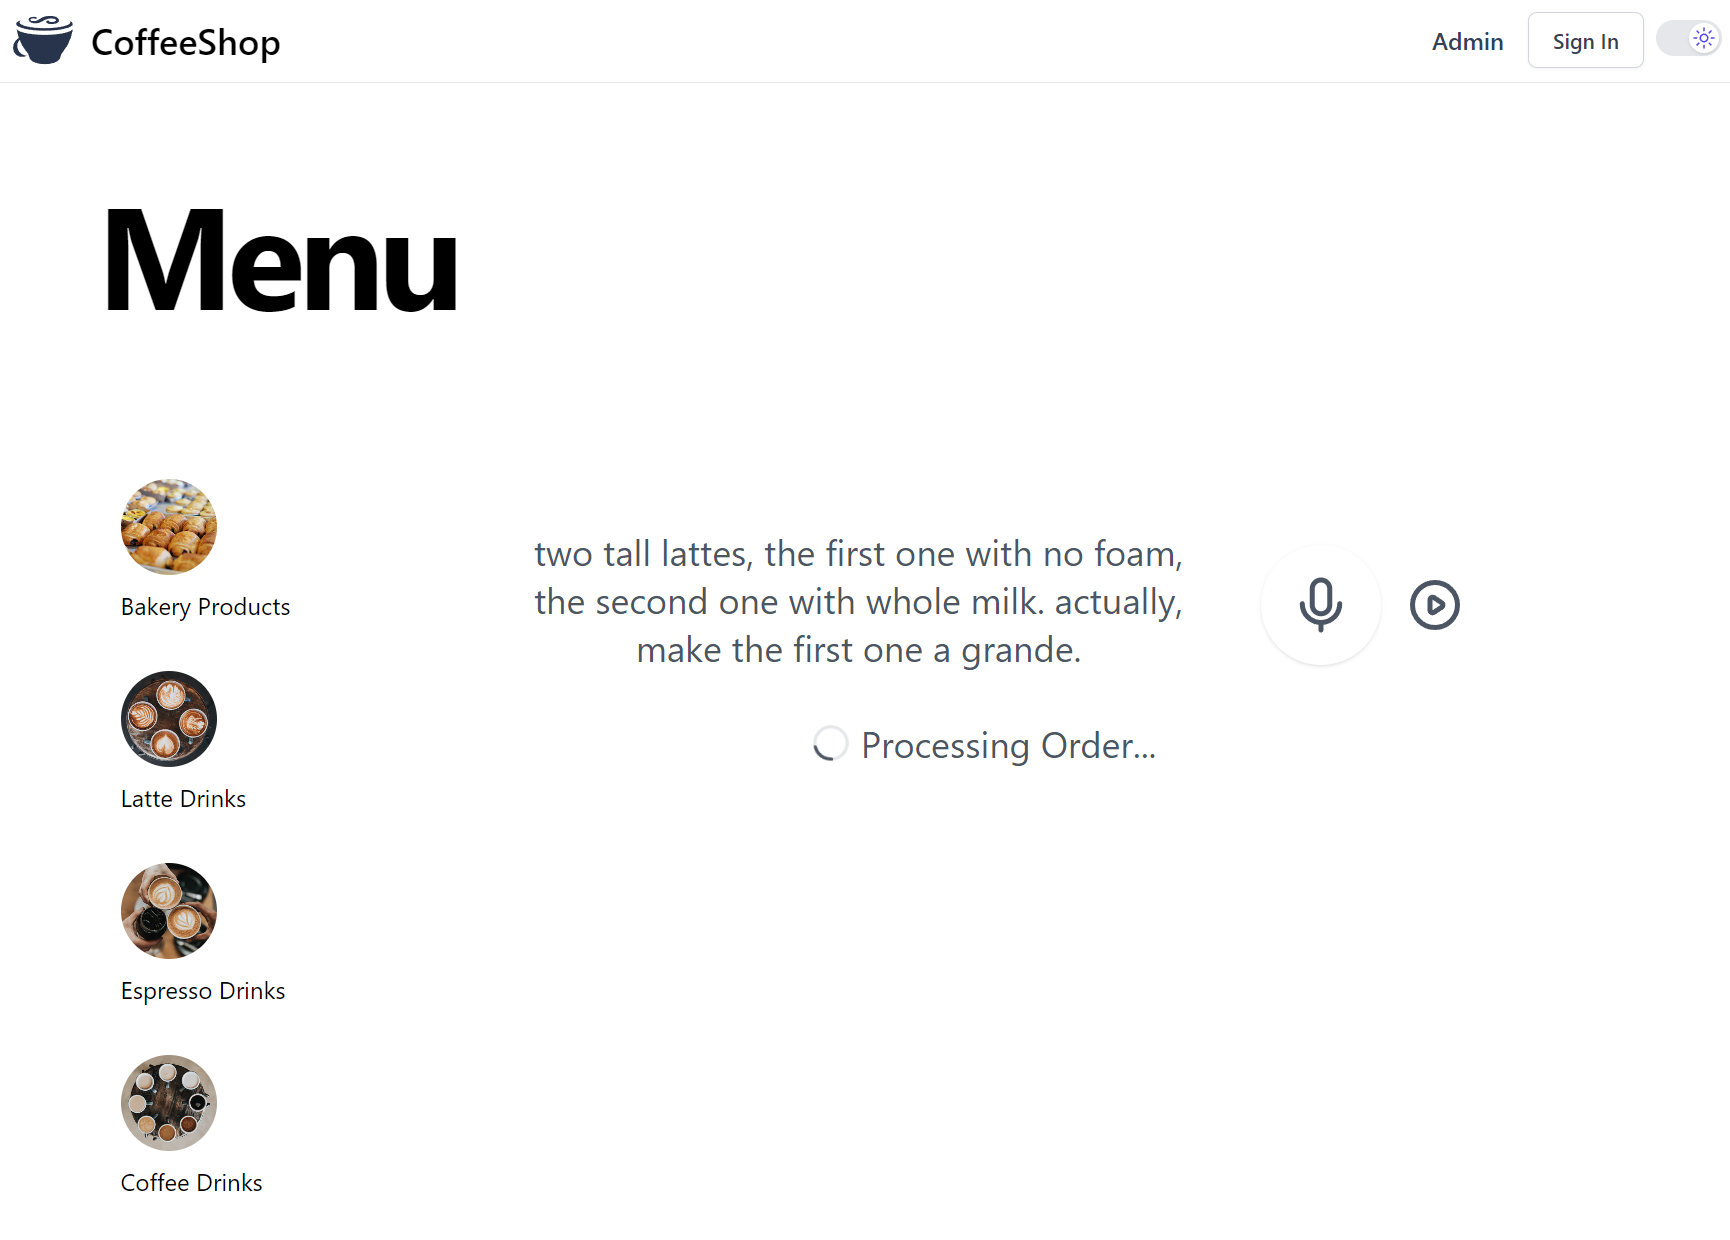 CoffeeShop
Admin
Sign In
Menu
Bakery Products
Latte Drinks
Espresso Drinks
Coffee Drinks
two tall lattes, the first one with no foam,
the second one with whole milk. actually,
make the first one a grande.
Processing Order...